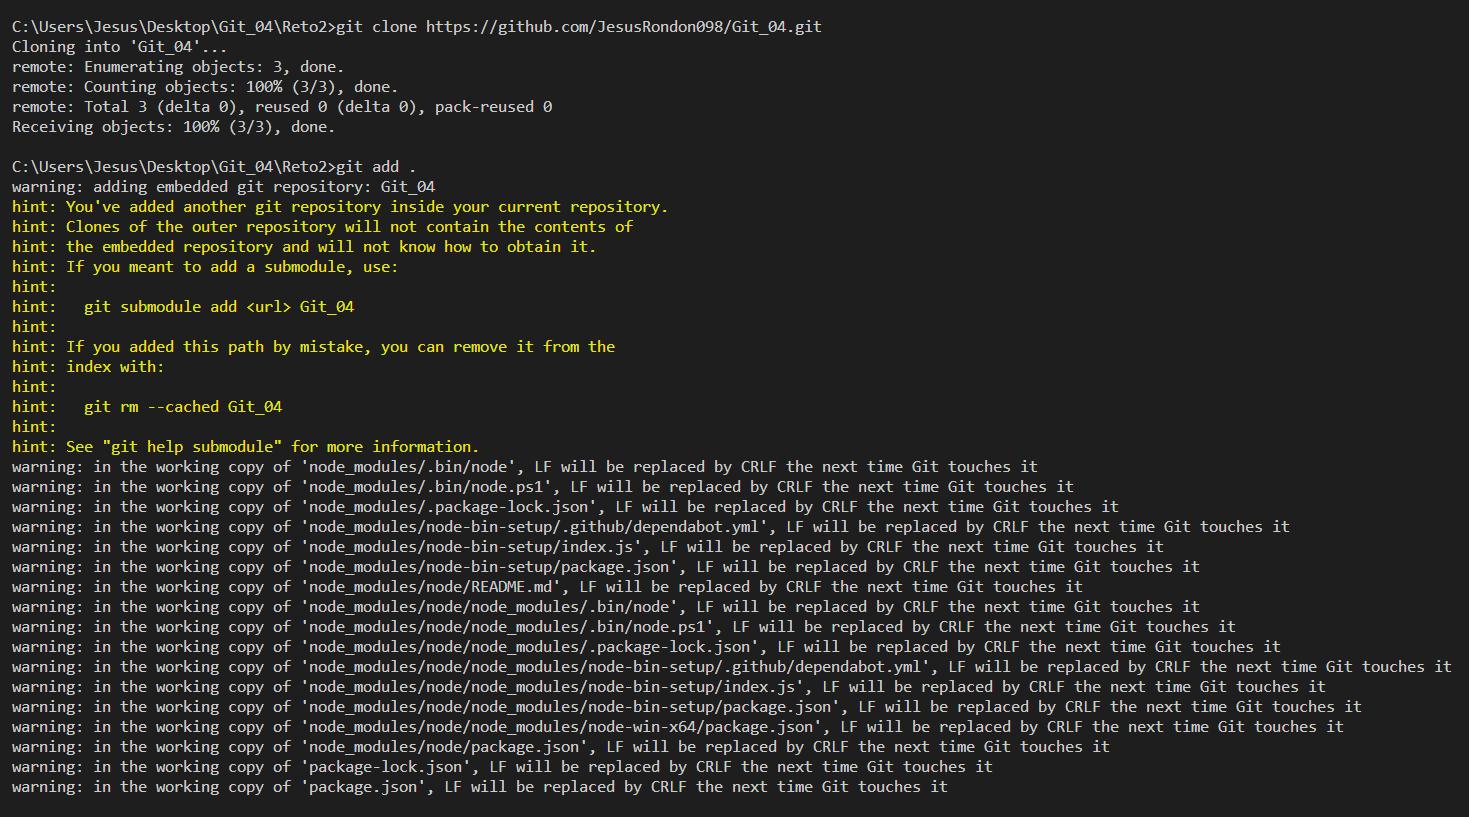 C:\Users\Jesus\Desktop\Git_04\Reto2>git clone https://github.com/JesusRondon098/Git_04.git
Cloning into 'Git_04'...
remote: Enumerating objects: 3, done.
remote: Counting objects: 100% (3/3), done.
remote: Total 3 (delta 0), reused 0 (delta 0), pack-reused 0
Receiving objects: 100% (3/3), done.
C:\Users\Jesus\Desktop\Git_04\Reto2>git add .
warning: adding embedded git repository: Git_04
hint: You've added another git repository inside your current repository.
hint: Clones of the outer repository will not contain the contents of
hint: the embedded repository and will not know how to obtain it.
hint: If you meant to add a submodule, use:
hint:
hint:   git submodule add <url> Git_04
hint:
hint: If you added this path by mistake, you can remove it from the
hint: index with:
hint:
hint:   git rm --cached Git_04
hint:
hint: See "git help submodule" for more information.
warning: in the working copy of 'node_modules/.bin/node', LF will be replaced by CRLF the next time Git touches it
warning: in the working copy of 'node_modules/.bin/node.ps1', LF will be replaced by CRLF the next time Git touches it
warning: in the working copy of 'node_modules/.package-lock.json', LF will be replaced by CRLF the next time Git touches it
warning: in the working copy of 'node_modules/node-bin-setup/.github/dependabot.yml', LF will be replaced by CRLF the next time Git touches it
warning: in the working copy of 'node_modules/node-bin-setup/index.js', LF will be replaced by CRLF the next time Git touches it
warning: in the working copy of 'node_modules/node-bin-setup/package.json', LF will be replaced by CRLF the next time Git touches it
warning: in the working copy of 'node_modules/node/README.md', LF will be replaced by CRLF the next time Git touches it
warning: in the working copy of 'node_modules/node/node_modules/.bin/node', LF will be replaced by CRLF the next time Git touches it
warning: in the working copy of 'node_modules/node/node_modules/.bin/node.ps1', LF will be replaced by CRLF the next time Git touches it
warning: in the working copy of 'node_modules/node/node_modules/.package-lock.json', LF will be replaced by CRLF the next time Git touches it
warning: in the working copy of 'node_modules/node/node_modules/node-bin-setup/.github/dependabot.yml', LF will be replaced by CRLF the next time Git touches it
warning: in the working copy of 'node_modules/node/node_modules/node-bin-setup/index.js', LF will be replaced by CRLF the next time Git touches it
warning: in the working copy of 'node_modules/node/node_modules/node-bin-setup/package.json', LF will be replaced by CRLF the next time Git touches it
warning: in the working copy of 'node_modules/node/node_modules/node-win-x64/package.json', LF will be replaced by CRLF the next time Git touches it
warning: in the working copy of 'node_modules/node/package.json', LF will be replaced by CRLF the next time Git touches it
warning: in the working copy of 'package-lock.json', LF will be replaced by CRLF the next time Git touches it
warning: in the working copy of 'package.json', LF will be replaced by CRLF the next time Git touches it